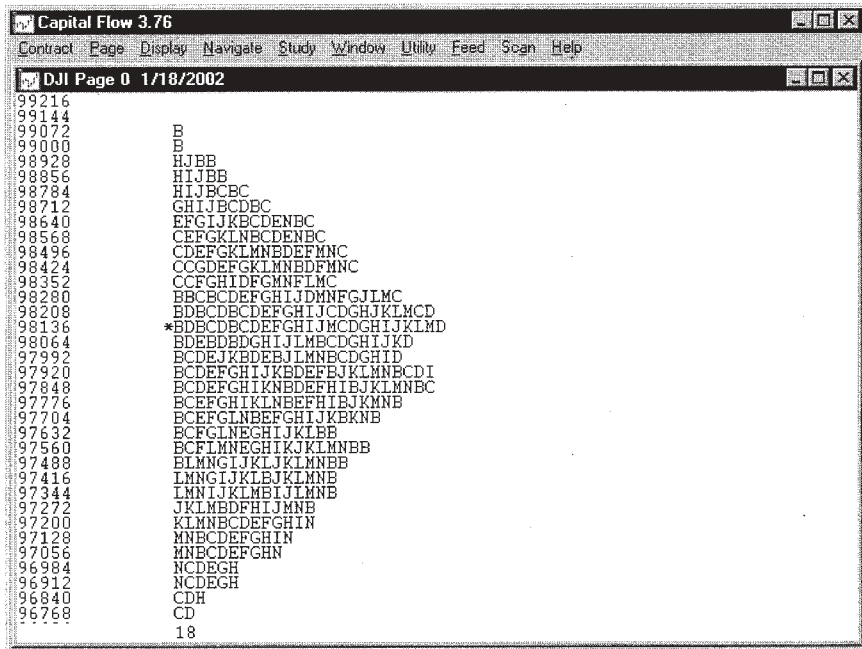 Capital Flow 3.76
Contract Page Display Navigate Study Window Utility Feed Scan Help
DJI Page 0 1/18/2002
99216
99144
99072 B
99000 B
98928 HJBB
98856 HIJBB
98784 HIJBCBC
98712 GHIJBCDBC
98640 EFGIJKBCDENBC
98568 CEFGKLNBCDENBC
98496 CDEFGKLMNBDEFMNC
98424 CCGDEFGKLMNBDFMNC
98352 CCFGHIDFGMNFLMC
98280 BBCBCDEFGHIJDMNFGJLMC
98208 BDBCDBCDEFGHIJCDGHJKLMCD
98136 *BDBCDBCDEFGHIJMCDGHIJKLMD
98064 BDEBDBDGHIJLMBCDGHIJKD
97992 BCDEJKBDEBJLMNBCDGHID
97920 BCDEFGHIJKBDEFBJKLMNBCDI
97848 BCDEFGHIKNBDEFHIBJKLMNBC
97776 BCEFGHIKLNBEFHIBJKMNB
97704 BCEFGLNBEFGHIJKBKNB
97632 BCFGLNEGHIJKLBB
97560 BCFLMNEGHIKJKLMNBB
97488 BLMNGIJKLJKLMNBB
97416 LMNGIJKLBJKLMNB
97344 LMNIJKLMBIJLMNB
97272 JKLMBDFHIJMNB
97200 KLMNBCDEFGHIN
97128 MNBCDEFGHIN
97056 MNBCDEFGHN
96984 NCDEGH
96912 NCDEGH
96840 CDH
96768 CD
18